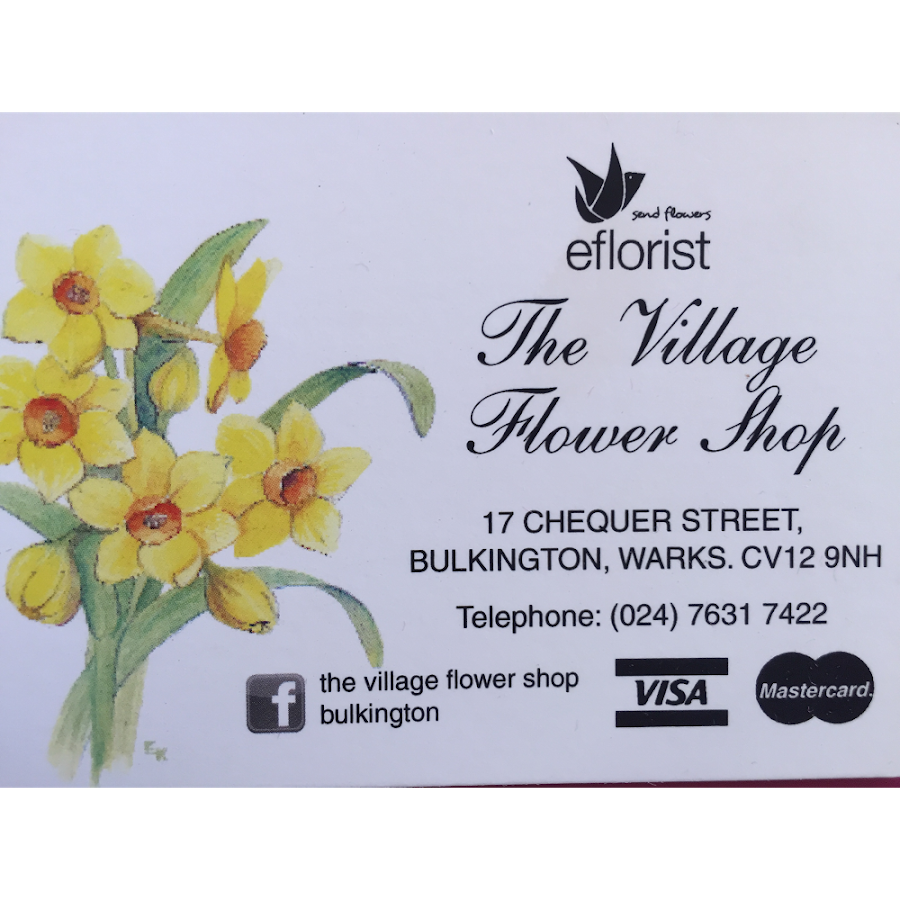 send flowers
eflorist
The Village
Flower Shop
17 CHEQUER STREET,
BULKINGTON, WARKS. CV12 9NH
Telephone: (024) 7631 7422
f
the village flower shop
bulkington
VISA
Mastercard.
EK